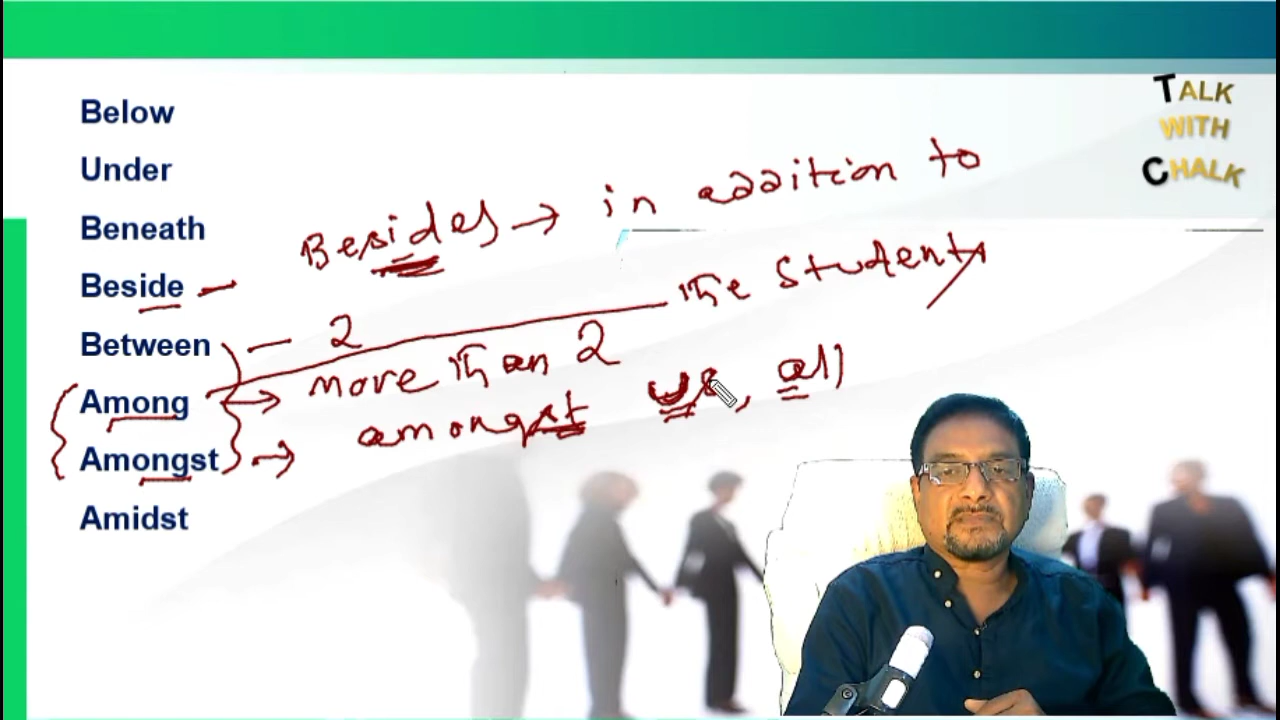 TALK
WITH
CHALK
Below
Under
Beneath
Besides → in addition to
Beside -
Between - 2
the students
Among → more than 2
Amongst → amongst us, all
Amidst